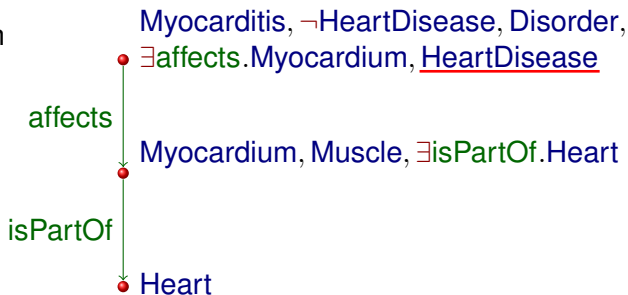 Myocarditis, ¬HeartDisease, Disorder,
∃affects.Myocardium, HeartDisease
affects
Myocardium, Muscle, ∃isPartOf.Heart
isPartOf
Heart